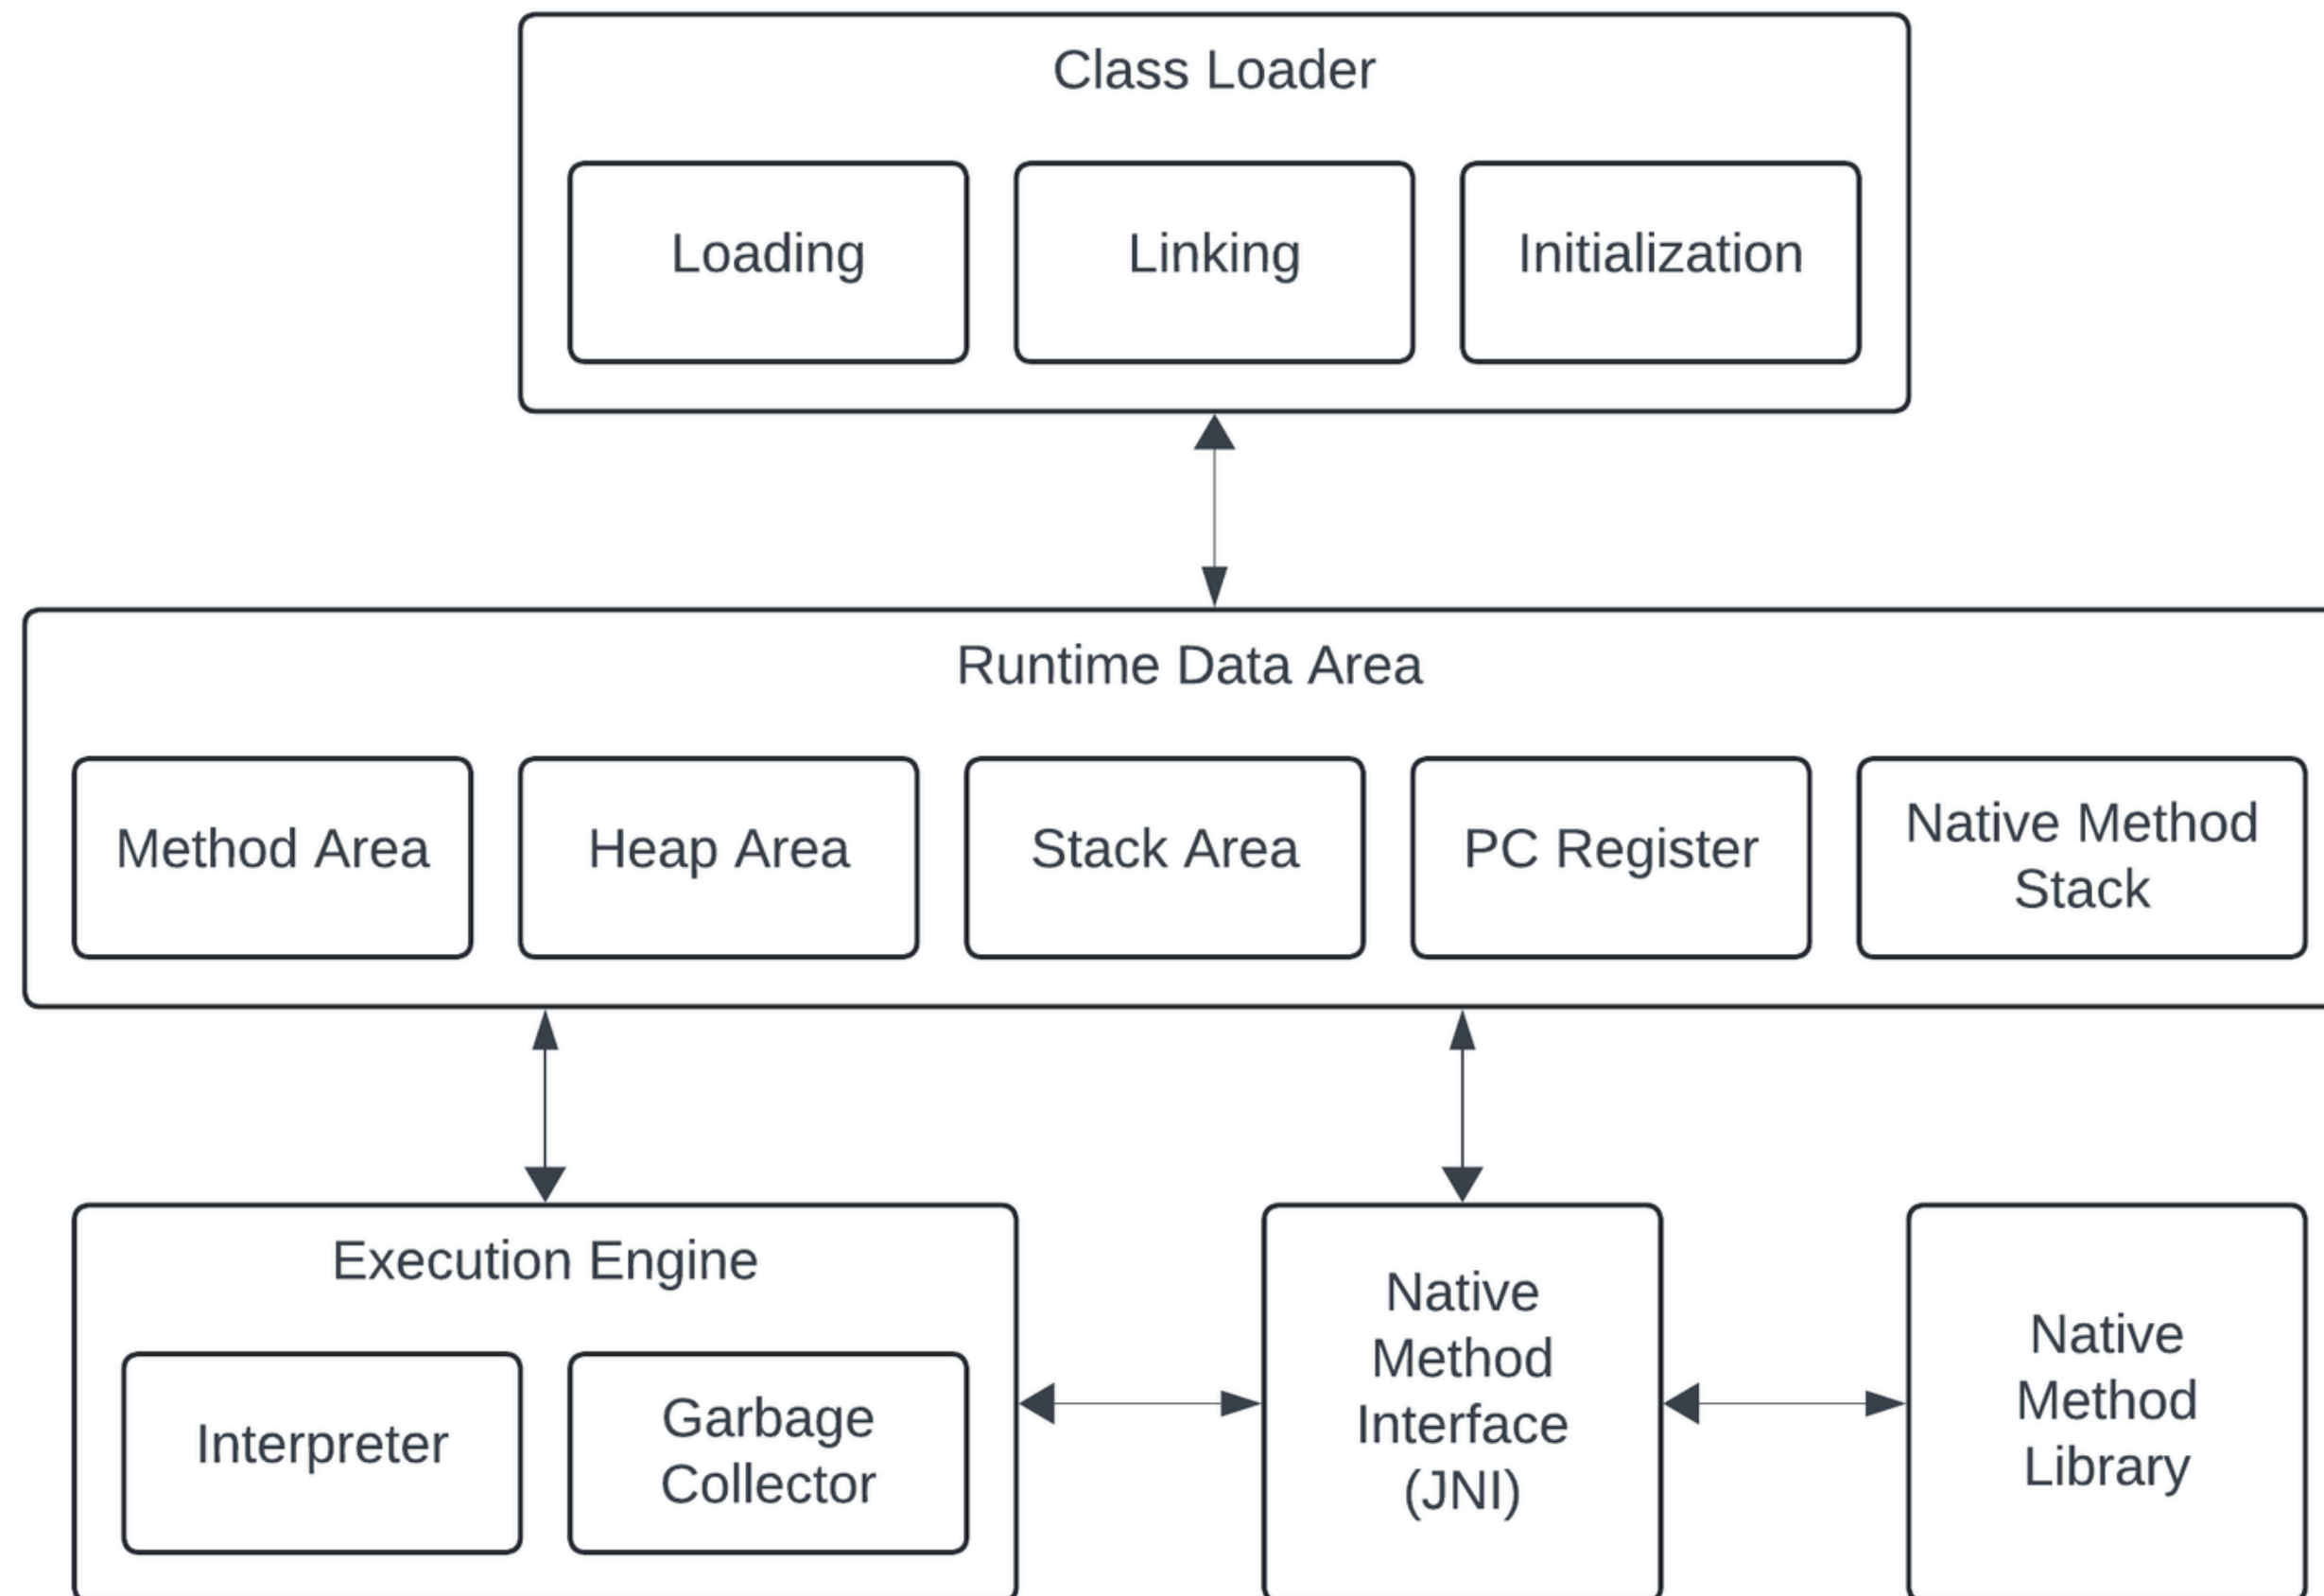 Class Loader
Loading
Linking
Initialization
Runtime Data Area
Method Area
Heap Area
Stack Area
PC Register
Native Method
Stack
Execution Engine
Interpreter
Garbage
Collector
Native
Method
Interface
(JNI)
Native
Method
Library